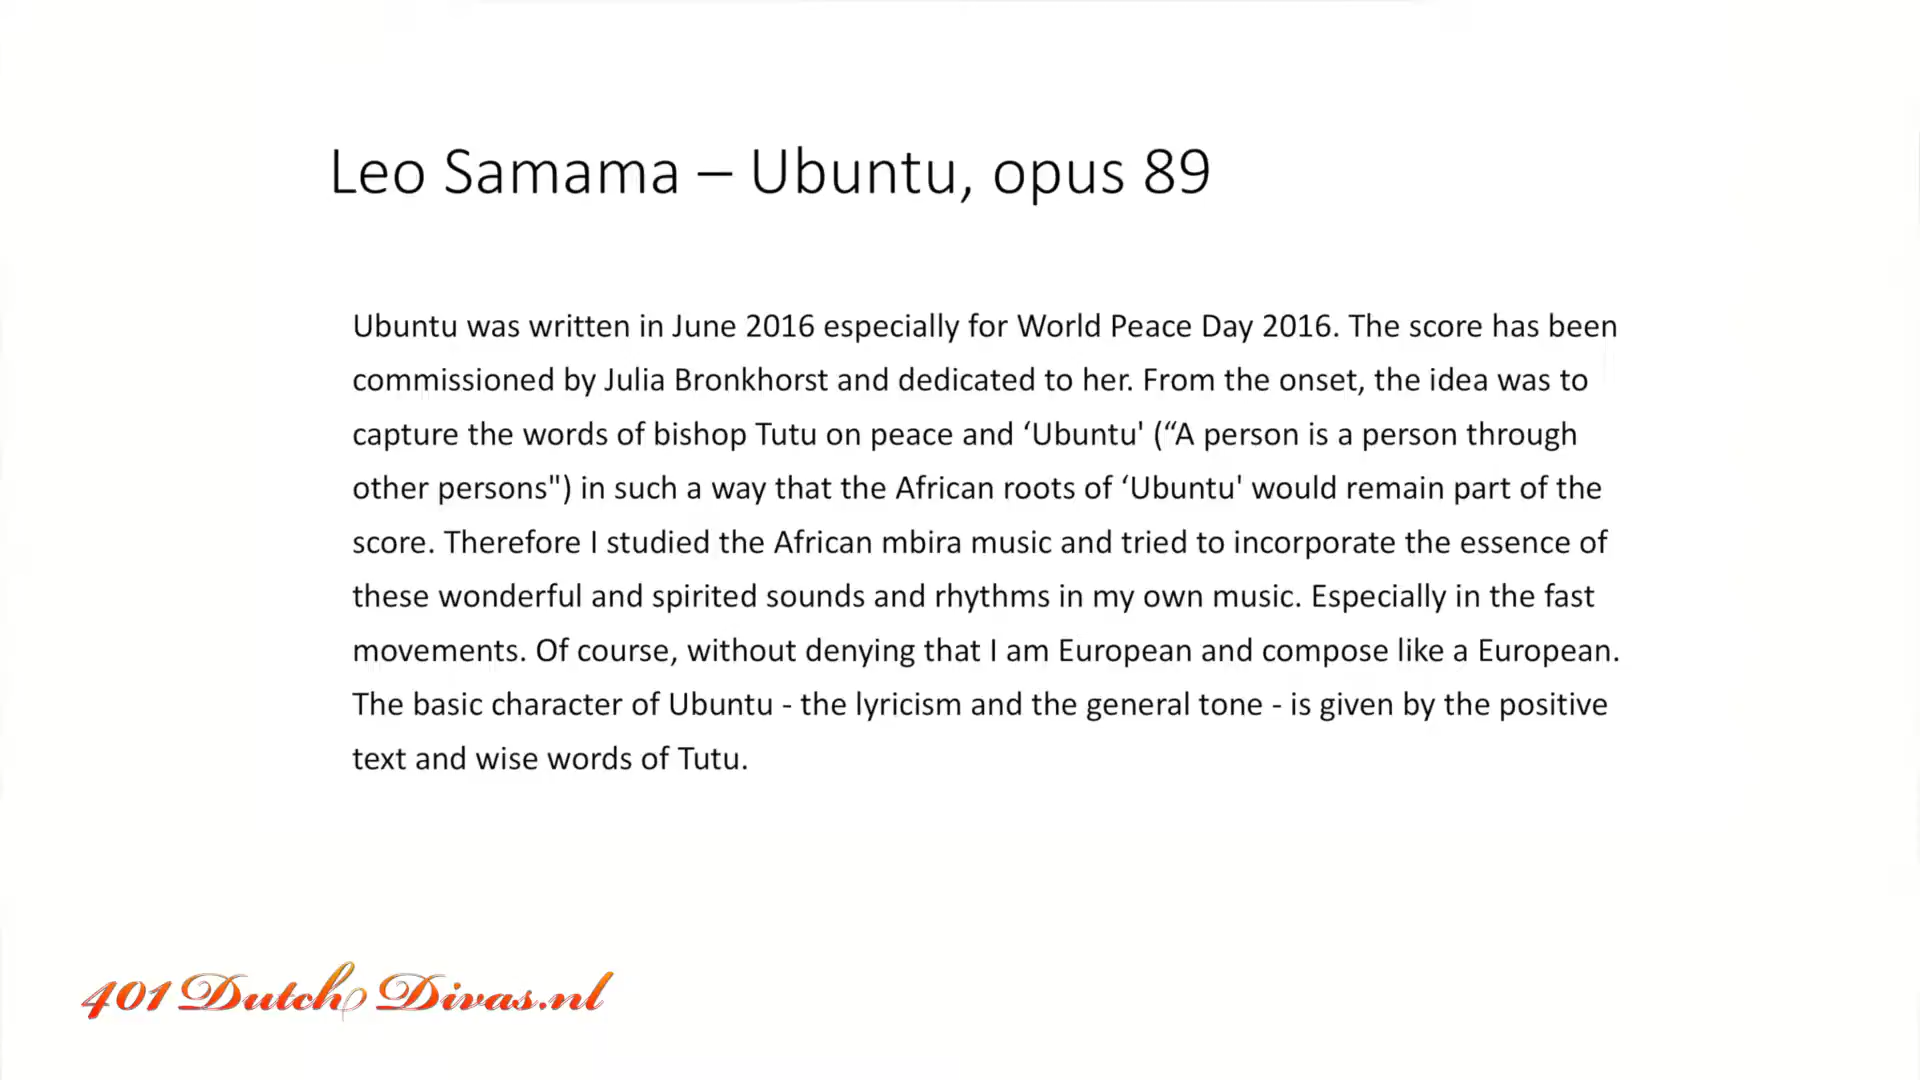 Leo Samama – Ubuntu, opus 89
Ubuntu was written in June 2016 especially for World Peace Day 2016. The score has been
commissioned by Julia Bronkhorst and dedicated to her. From the onset, the idea was to
capture the words of bishop Tutu on peace and ‘Ubuntu' (“A person is a person through
other persons") in such a way that the African roots of ‘Ubuntu' would remain part of the
score. Therefore I studied the African mbira music and tried to incorporate the essence of
these wonderful and spirited sounds and rhythms in my own music. Especially in the fast
movements. Of course, without denying that I am European and compose like a European.
The basic character of Ubuntu - the lyricism and the general tone - is given by the positive
text and wise words of Tutu.
401DutchDivas.nl